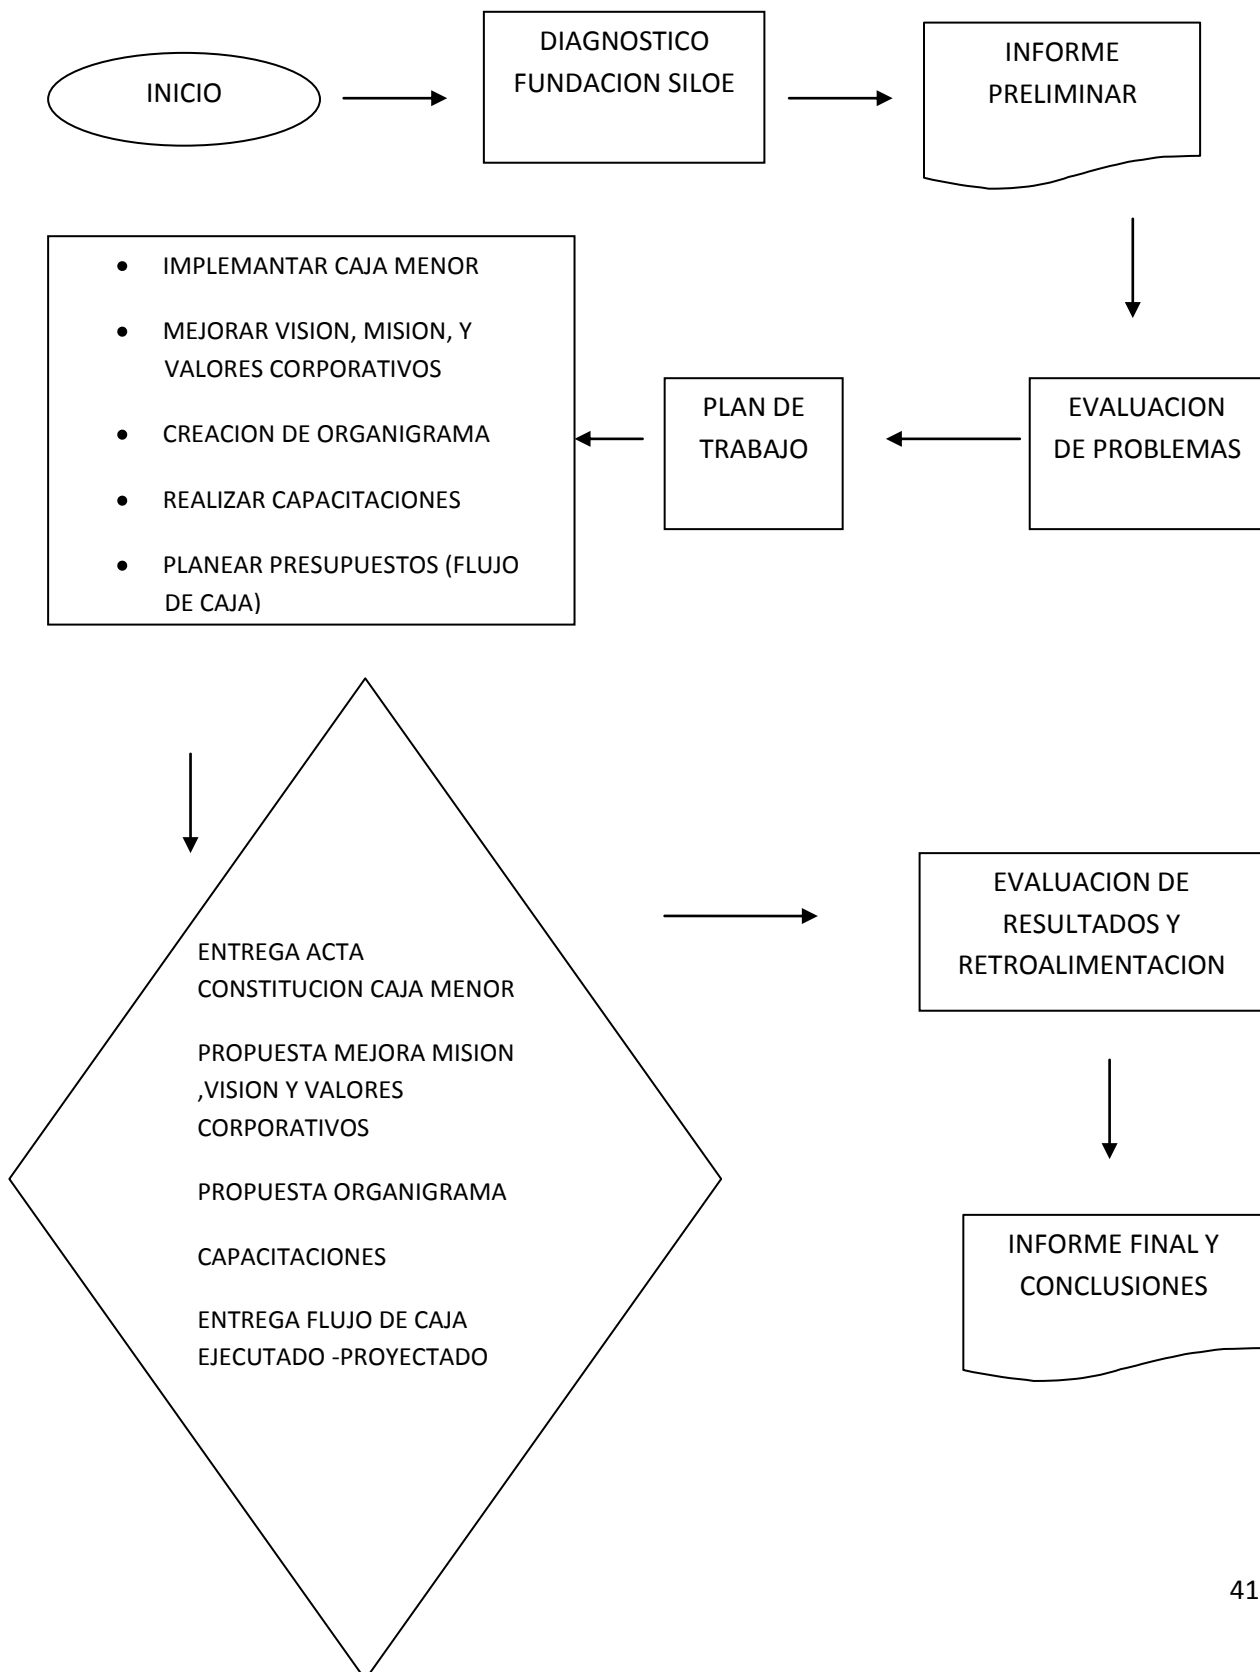 INICIO
DIAGNOSTICO
FUNDACION SILOE
INFORME
PRELIMINAR
EVALUACION
DE PROBLEMAS
PLAN DE
TRABAJO
• IMPLEMANTAR CAJA MENOR
• MEJORAR VISION, MISION, Y
VALORES CORPORATIVOS
• CREACION DE ORGANIGRAMA
• REALIZAR CAPACITACIONES
• PLANEAR PRESUPUESTOS (FLUJO
DE CAJA)
ENTREGA ACTA
CONSTITUCION CAJA MENOR
PROPUESTA MEJORA MISION
,VISION Y VALORES
CORPORATIVOS
PROPUESTA ORGANIGRAMA
CAPACITACIONES
ENTREGA FLUJO DE CAJA
EJECUTADO -PROYECTADO
EVALUACION DE
RESULTADOS Y
RETROALIMENTACION
INFORME FINAL Y
CONCLUSIONES
41